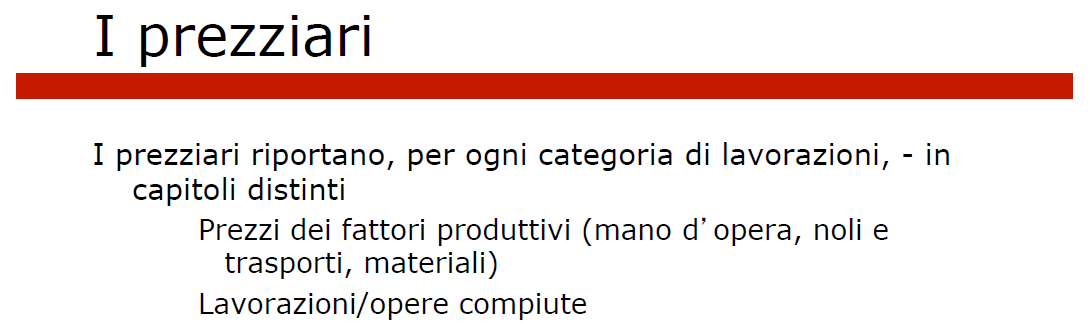 I prezziari
I prezziari riportano, per ogni categoria di lavorazioni, - in
capitoli distinti
Prezzi dei fattori produttivi (mano d’opera, noli e
trasporti, materiali)
Lavorazioni/opere compiute